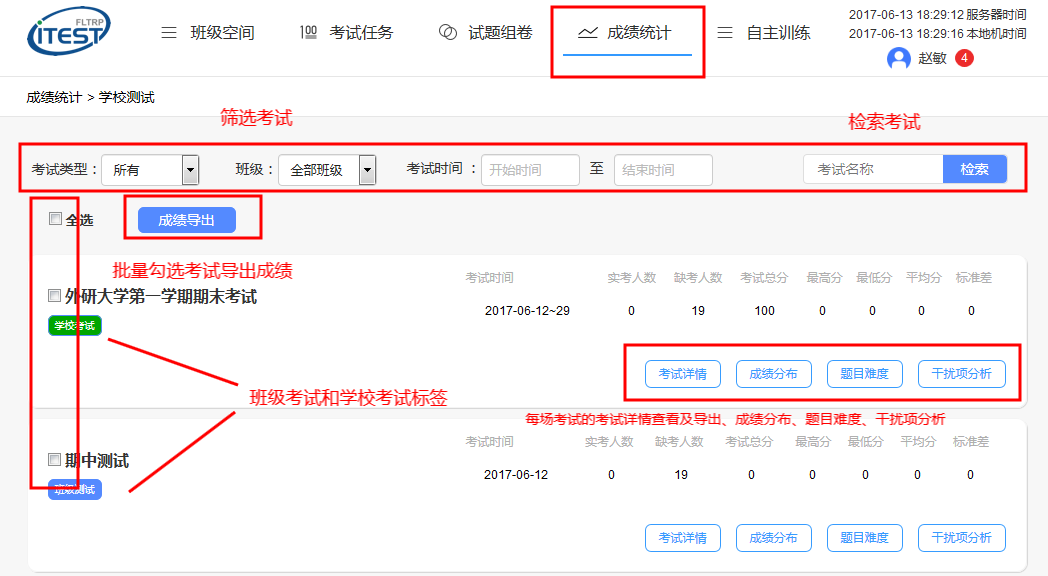 FLTRP
iTEST
班级空间
100 考试任务
试题组卷
成绩统计
自主训练
2017-06-13 18:29:12 服务器时间
2017-06-13 18:29:16 本地机时间
赵敏 4
成绩统计 > 学校测试
筛选考试
检索考试
考试类型： 所有 班级： 全部班级 考试时间 ： 开始时间 至 结束时间 考试名称 检索
全选 成绩导出
批量勾选考试导出成绩
考试时间 实考人数 缺考人数 考试总分 最高分 最低分 平均分 标准差
外研大学第一学期期末考试
2017-06-12~29 0 19 100 0 0 0 0
学校考试
考试详情 成绩分布 题目难度 干扰项分析
班级考试和学校考试标签
每场考试的考试详情查看及导出、成绩分布、题目难度、干扰项分析
考试时间 实考人数 缺考人数 考试总分 最高分 最低分 平均分 标准差
期中测试
2017-06-12 0 19 0 0 0 0 0
班级测试
考试详情 成绩分布 题目难度 干扰项分析